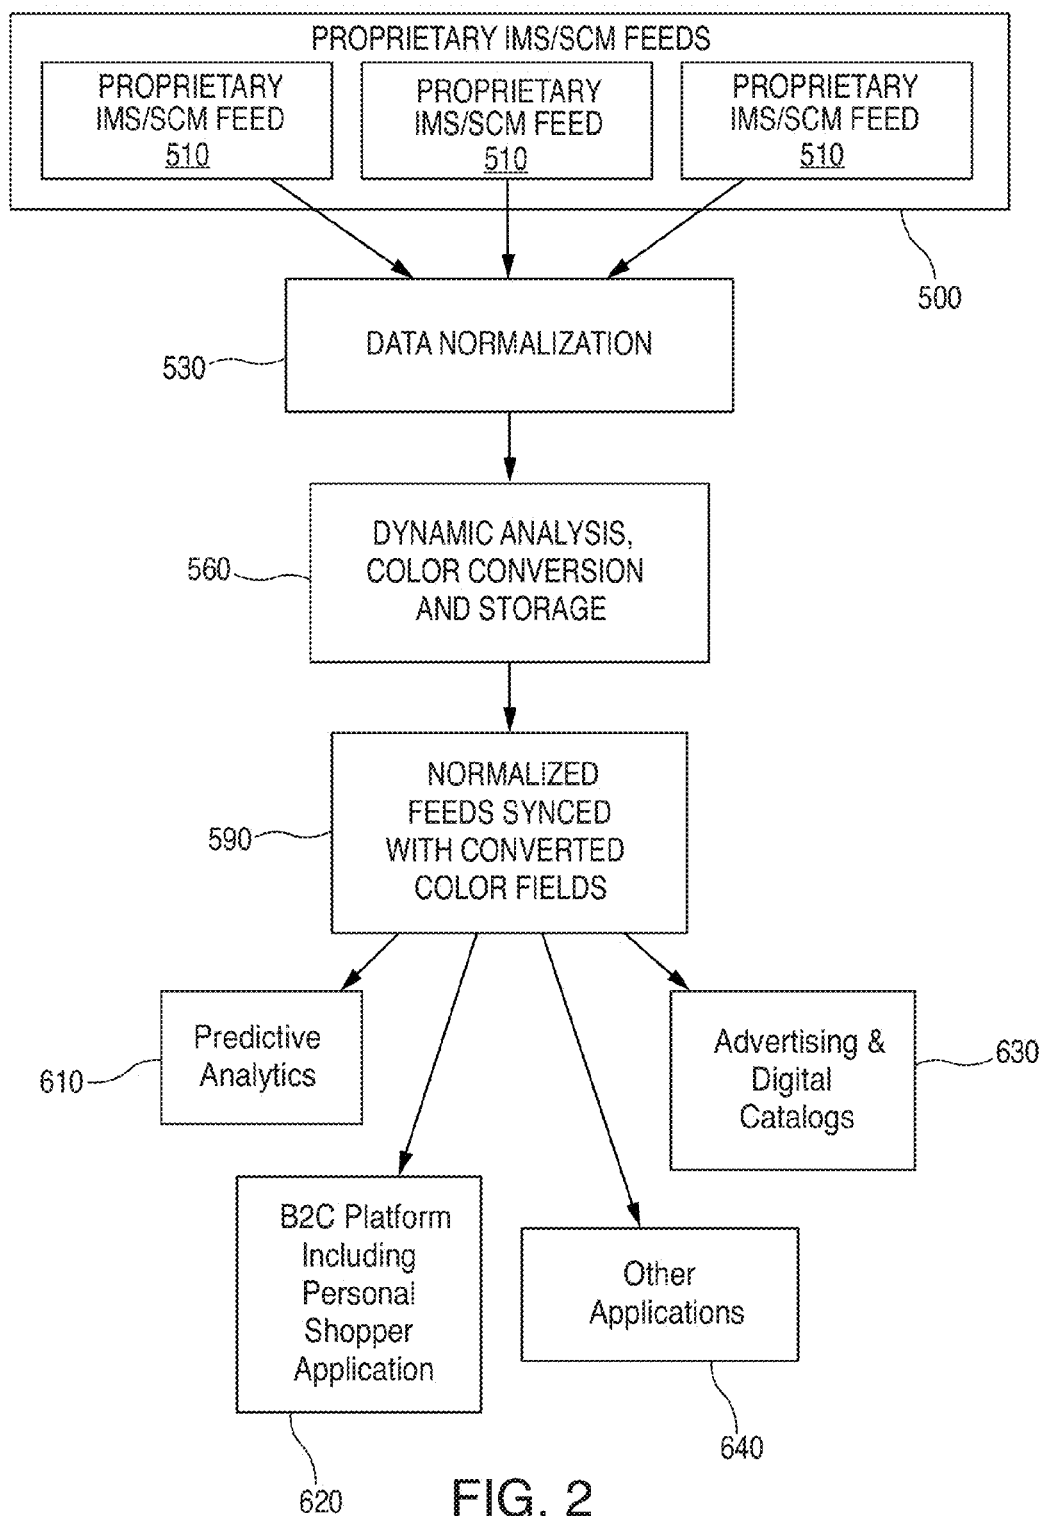 PROPRIETARY IMS/SCM FEEDS
PROPRIETARY
IMS/SCM FEED
510
PROPRIETARY
IMS/SCM FEED
510
PROPRIETARY
IMS/SCM FEED
510
500
DATA NORMALIZATION
530
DYNAMIC ANALYSIS,
COLOR CONVERSION
AND STORAGE
560
NORMALIZED
FEEDS SYNCED
WITH CONVERTED
COLOR FIELDS
590
Predictive
Analytics
610
Advertising &
Digital
Catalogs
630
B2C Platform
Including
Personal
Shopper
Application
620
Other
Applications
640
FIG. 2